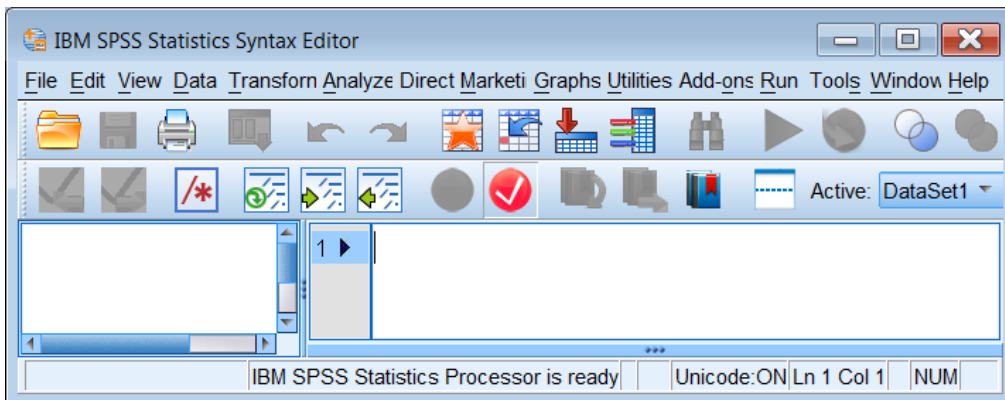 IBM SPSS Statistics Syntax Editor
File Edit View Data Transforn Analyze Direct Marketi Graphs Utilities Add-ons Run Tools Window Help
/* Active: DataSet1
1
IBM SPSS Statistics Processor is ready Unicode:ON Ln 1 Col 1 NUM